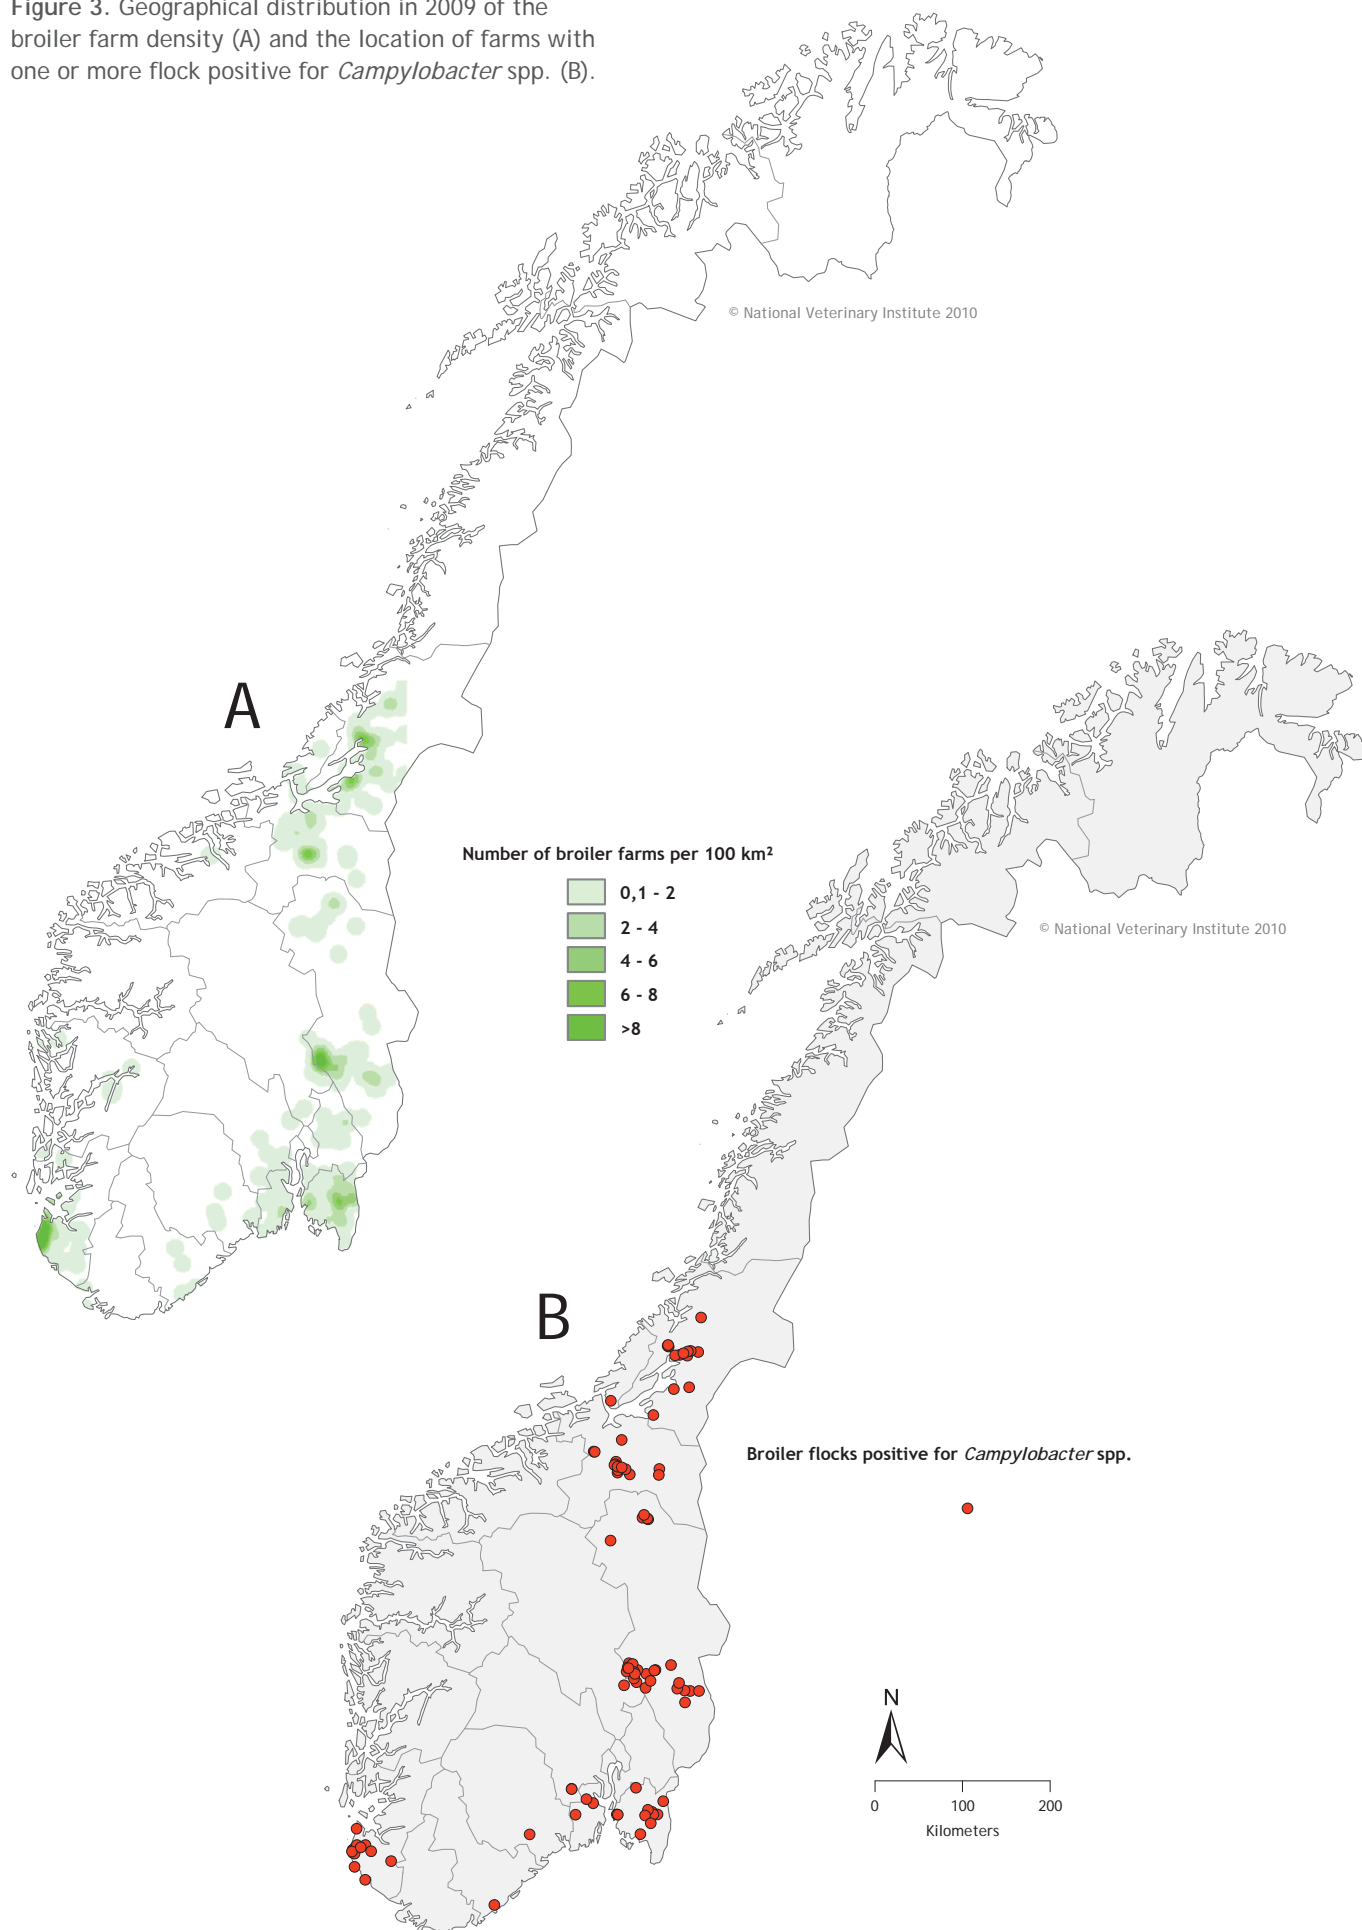 Figure 3. Geographical distribution in 2009 of the
broiler farm density (A) and the location of farms with
one or more flock positive for Campylobacter spp. (B).
© National Veterinary Institute 2010
A
Number of broiler farms per 100 km²
0,1 - 2
2 - 4
4 - 6
6 - 8
>8
© National Veterinary Institute 2010
B
Broiler flocks positive for Campylobacter spp.
N
0 100 200
Kilometers